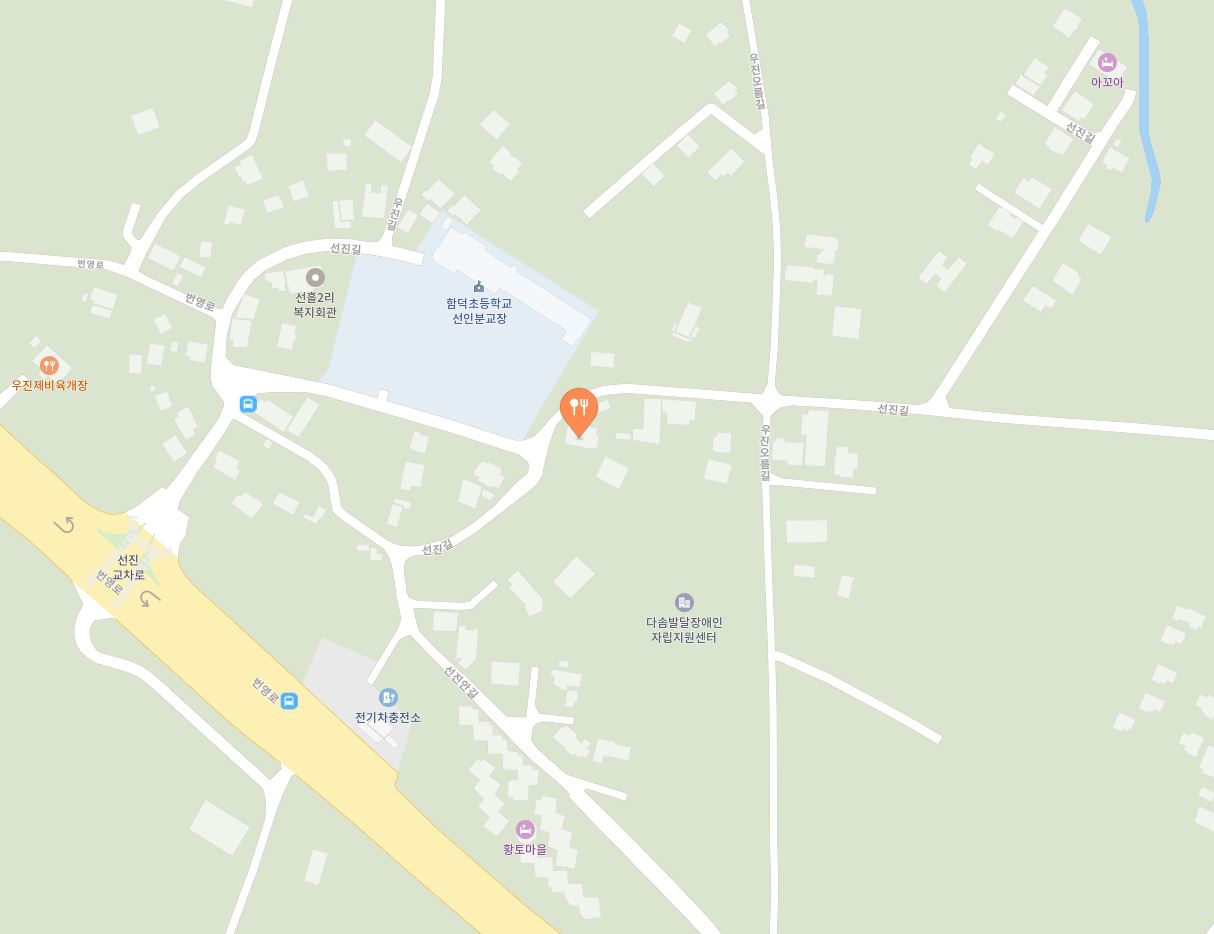 우진오름길
아꼬아
선진길
우진길
선진길
번영로
번영로
선흘2리
복지회관
함덕초등학교
선인분교장
우진제비육개장
선진길
우진오름길
선진길
선진
교차로
번영로
다솜발달장애인
자립지원센터
선진안길
번영로
전기차충전소
황토마을